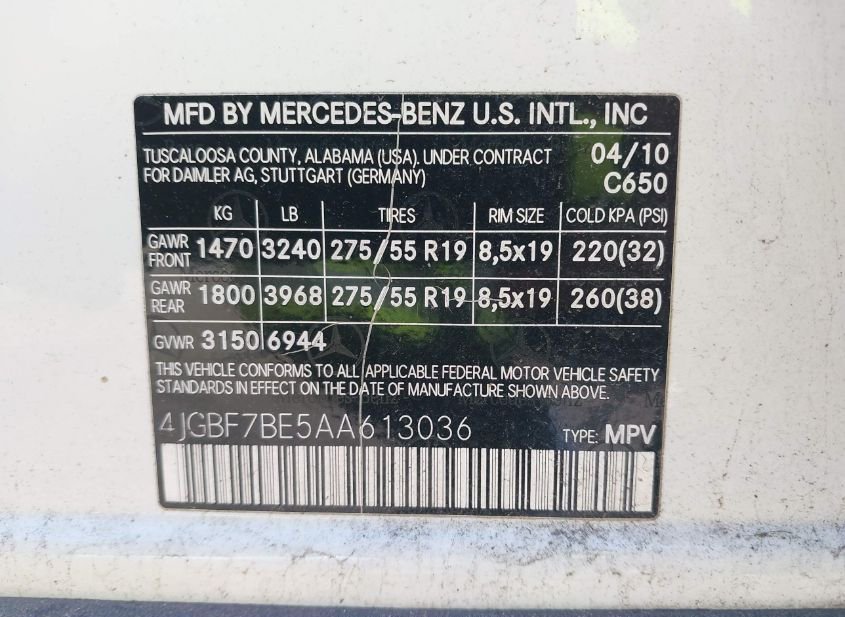 MFD BY MERCEDES-BENZ U.S. INTL., INC
TUSCALOOSA COUNTY, ALABAMA (USA). UNDER CONTRACT 04/10
FOR DAIMLER AG, STUTTGART (GERMANY) C650
KG LB TIRES RIM SIZE COLD KPA (PSI)
GAWR FRONT 1470 3240 275/55 R19 8,5x19 220(32)
GAWR REAR 1800 3968 275/55 R19 8,5x19 260(38)
GVWR 3150 6944
THIS VEHICLE CONFORMS TO ALL APPLICABLE FEDERAL MOTOR VEHICLE SAFETY
STANDARDS IN EFFECT ON THE DATE OF MANUFACTURE SHOWN ABOVE.
4JGBF7BE5AA613036 TYPE: MPV